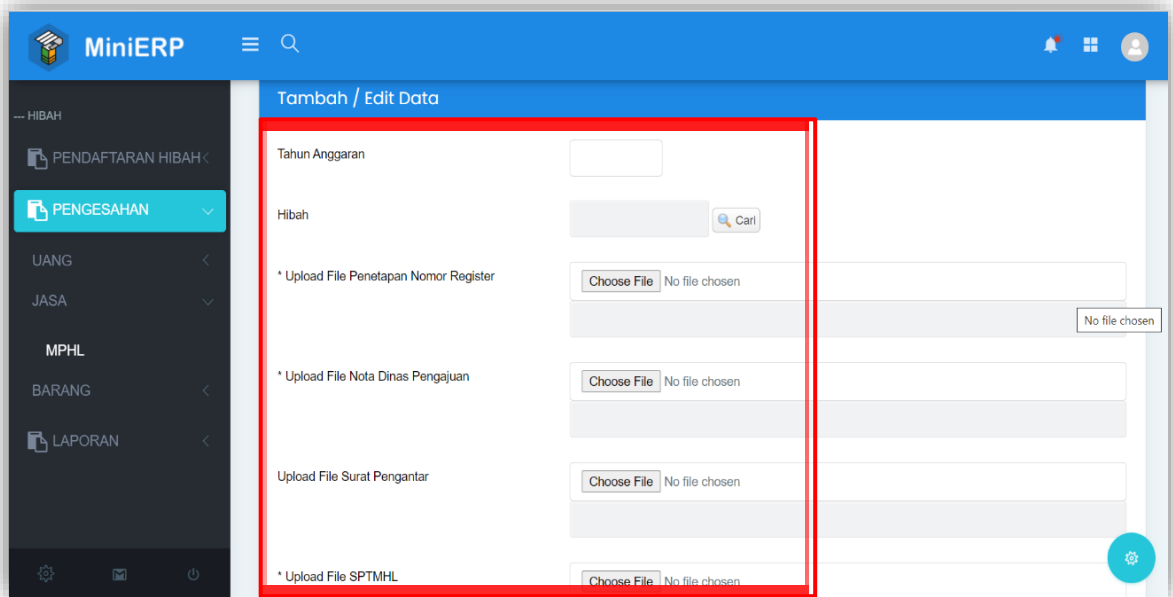 MiniERP
Tambah / Edit Data
--- HIBAH
PENDAFTARAN HIBAH
PENGESAHAN
UANG
JASA
MPHL
BARANG
LAPORAN
Tahun Anggaran
Hibah
Cari
* Upload File Penetapan Nomor Register
Choose File No file chosen
No file chosen
* Upload File Nota Dinas Pengajuan
Choose File No file chosen
Upload File Surat Pengantar
Choose File No file chosen
* Upload File SPTMHL
Choose File No file chosen